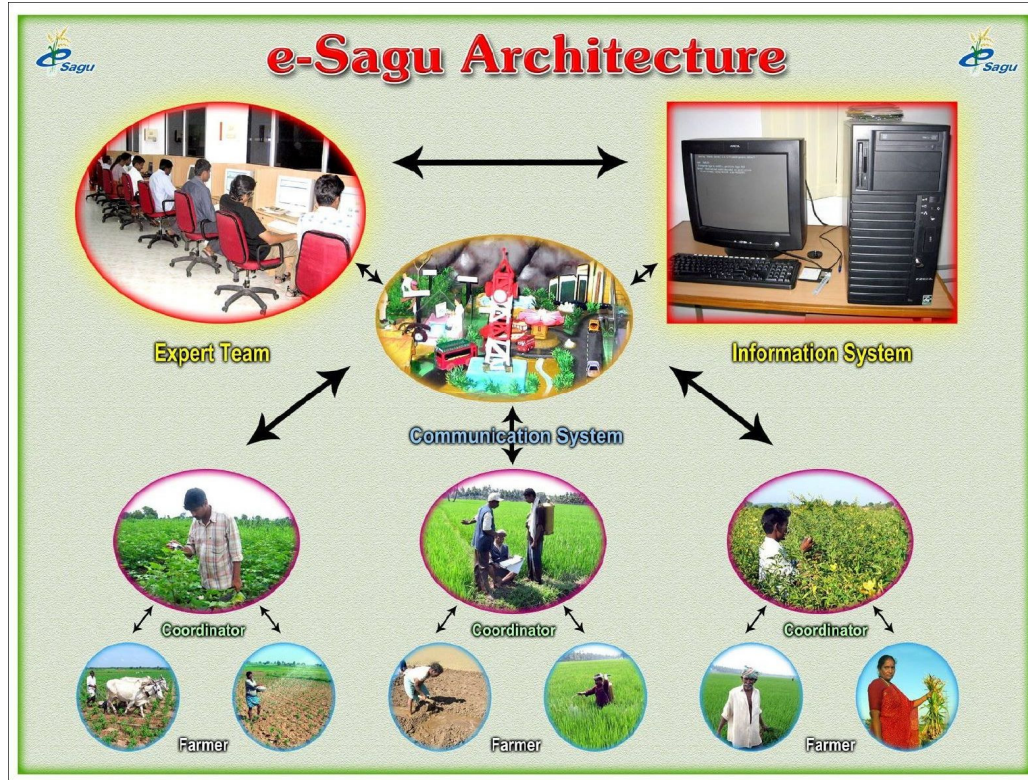 e-Sagu Architecture
e Sagu
e Sagu
Expert Team
Information System
Communication System
Coordinator
Coordinator
Coordinator
Farmer
Farmer
Farmer